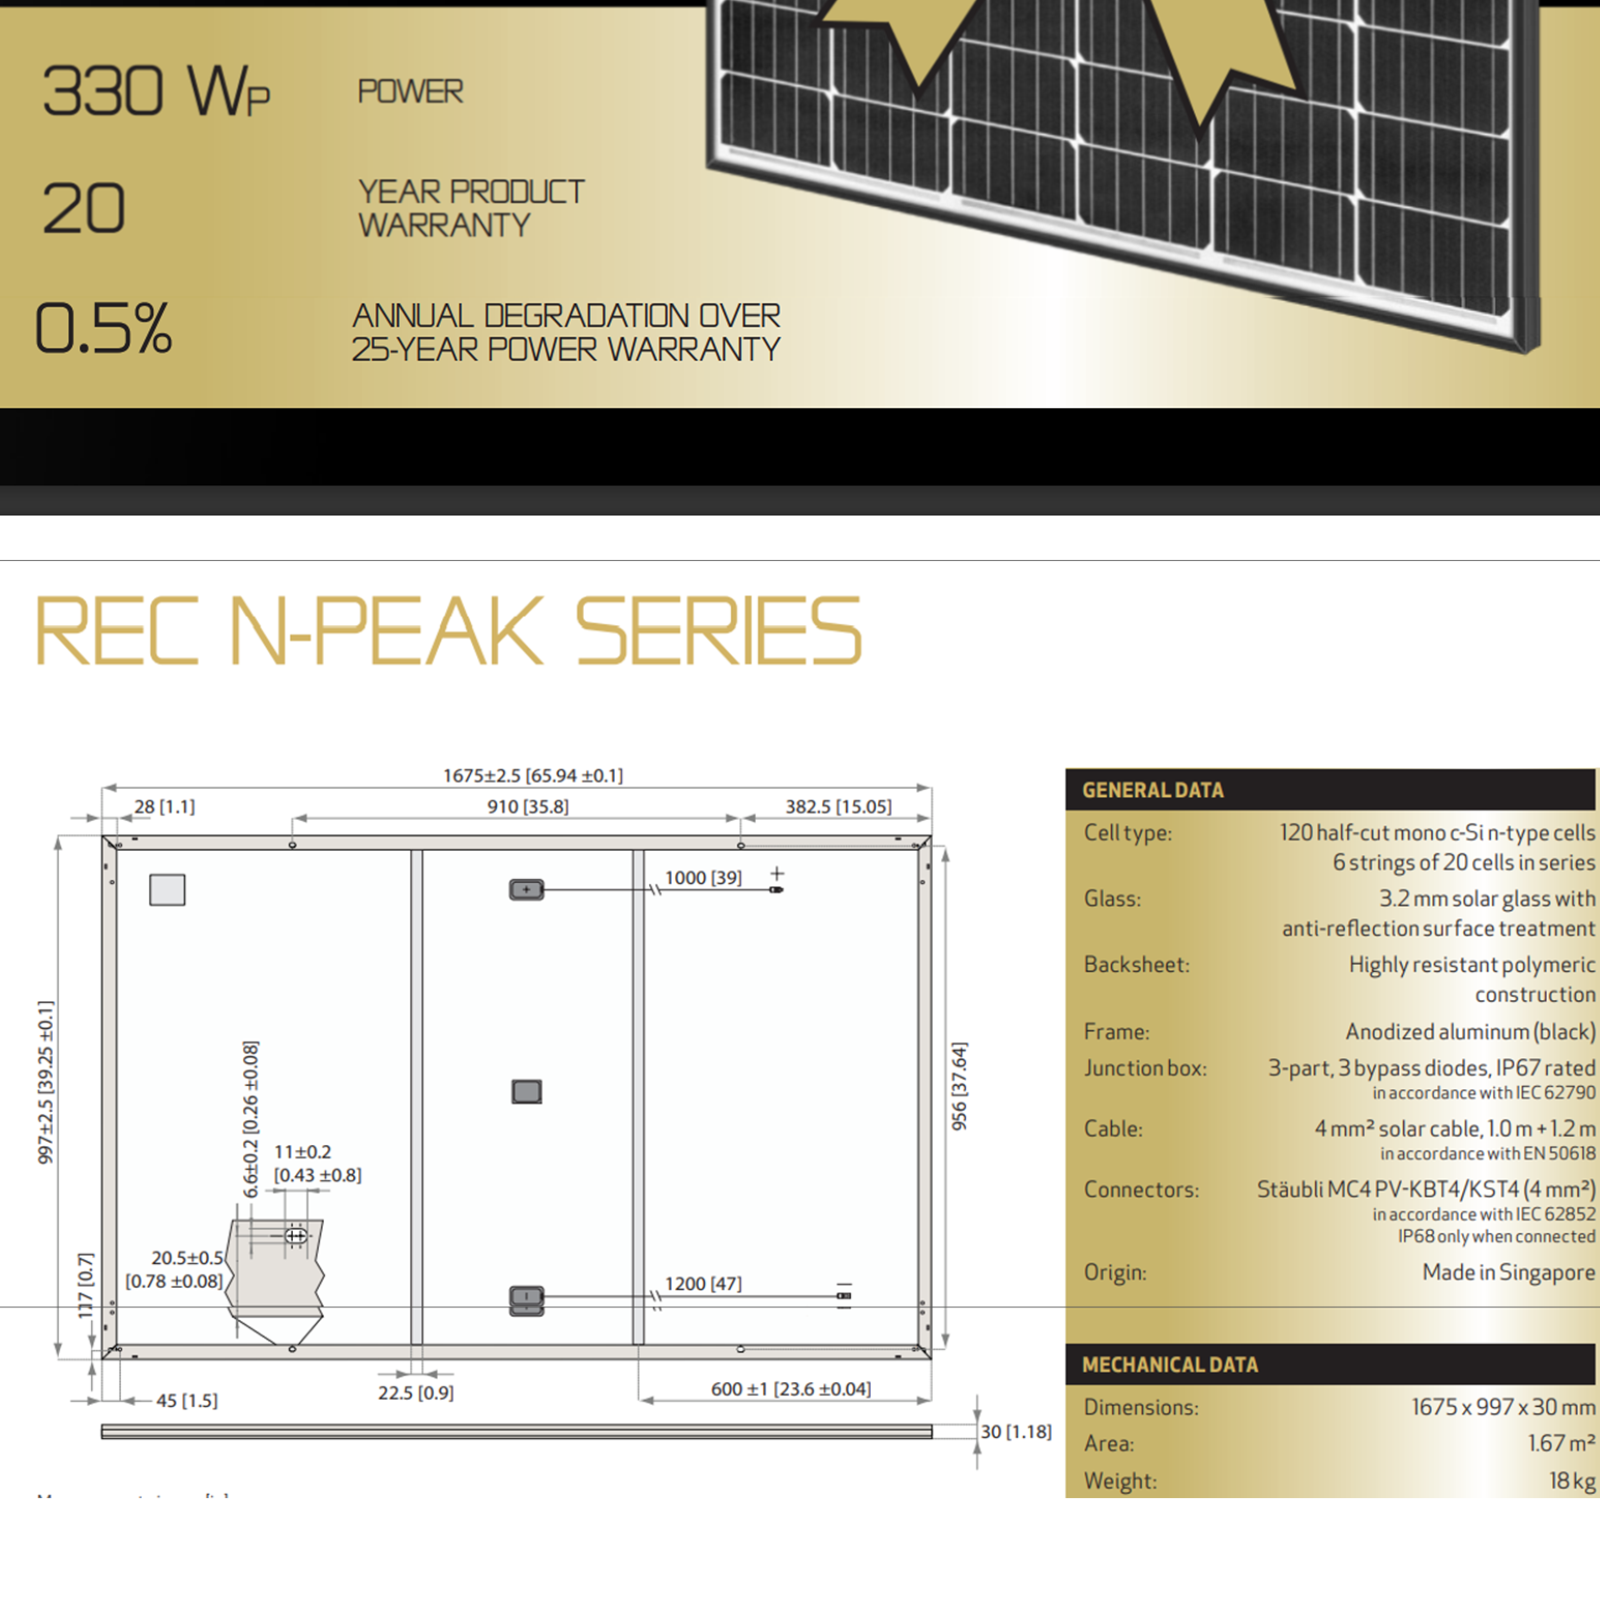 330 Wp POWER
20 YEAR PRODUCT
WARRANTY
0.5% ANNUAL DEGRADATION OVER
25-YEAR POWER WARRANTY
REC N-PEAK SERIES
1675±2.5 [65.94 ±0.1]
28 [1.1]
910 [35.8]
382.5 [15.05]
+
1000 [39]
+
997±2.5 [39.25 ±0.1]
956 [37.64]
6.6±0.2 [0.26 ±0.08]
11±0.2
[0.43 ±0.8]
20.5±0.5
[0.78 ±0.08]
117 [0.7]
1200 [47]
45 [1.5]
22.5 [0.9]
600 ±1 [23.6 ±0.04]
30 [1.18]
GENERAL DATA
Cell type: 120 half-cut mono c-Si n-type cells
6 strings of 20 cells in series
Glass: 3.2 mm solar glass with
anti-reflection surface treatment
Backsheet: Highly resistant polymeric
construction
Frame: Anodized aluminum (black)
Junction box: 3-part, 3 bypass diodes, IP67 rated
in accordance with IEC 62790
Cable: 4 mm² solar cable, 1.0 m + 1.2 m
in accordance with EN 50618
Connectors: Stäubli MC4 PV-KBT4/KST4 (4 mm²)
in accordance with IEC 62852
IP68 only when connected
Origin: Made in Singapore
MECHANICAL DATA
Dimensions: 1675 x 997 x 30 mm
Area: 1.67 m²
Weight: 18 kg